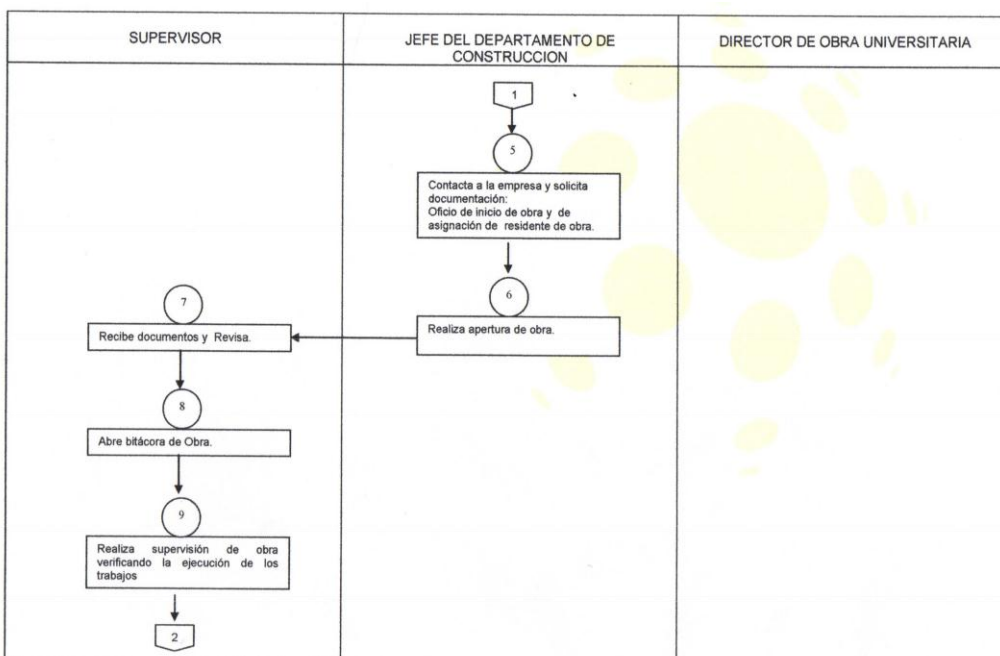 SUPERVISOR
JEFE DEL DEPARTAMENTO DE
CONSTRUCCION
DIRECTOR DE OBRA UNIVERSITARIA
1
5
Contacta a la empresa y solicita
documentación:
Oficio de inicio de obra y de
asignación de residente de obra.
6
Realiza apertura de obra.
7
Recibe documentos y Revisa.
8
Abre bitácora de Obra.
9
Realiza supervisión de obra
verificando la ejecución de los
trabajos
2